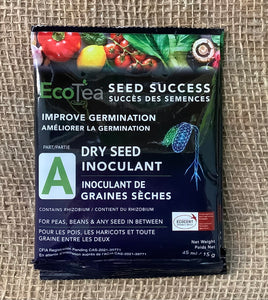 EcoTea SEED SUCCESS
SUCCÈS DES SEMENCES
IMPROVE GERMINATION
AMÉLIORER LA GERMINATION
PART/PARTIE
A
DRY SEED
INOCULANT
INOCULANT DE
GRAINES SÈCHES
CONTAINS RHIZOBIUM / CONTIENT DU RHIZOBIUM
FOR PEAS, BEANS & ANY SEED IN BETWEEN
POUR LES POIS, LES HARICOTS ET TOUTE
GRAINE ENTRE LES DEUX
ECOCERT
Net Weight
Poids Net
45 ml / 15 g